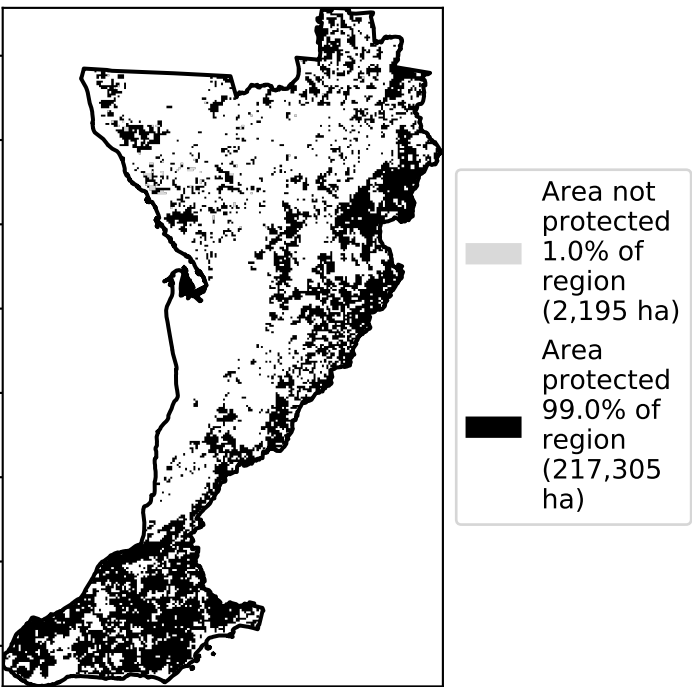 Area not
protected
1.0% of
region
(2,195 ha)
Area
protected
99.0% of
region
(217,305
ha)